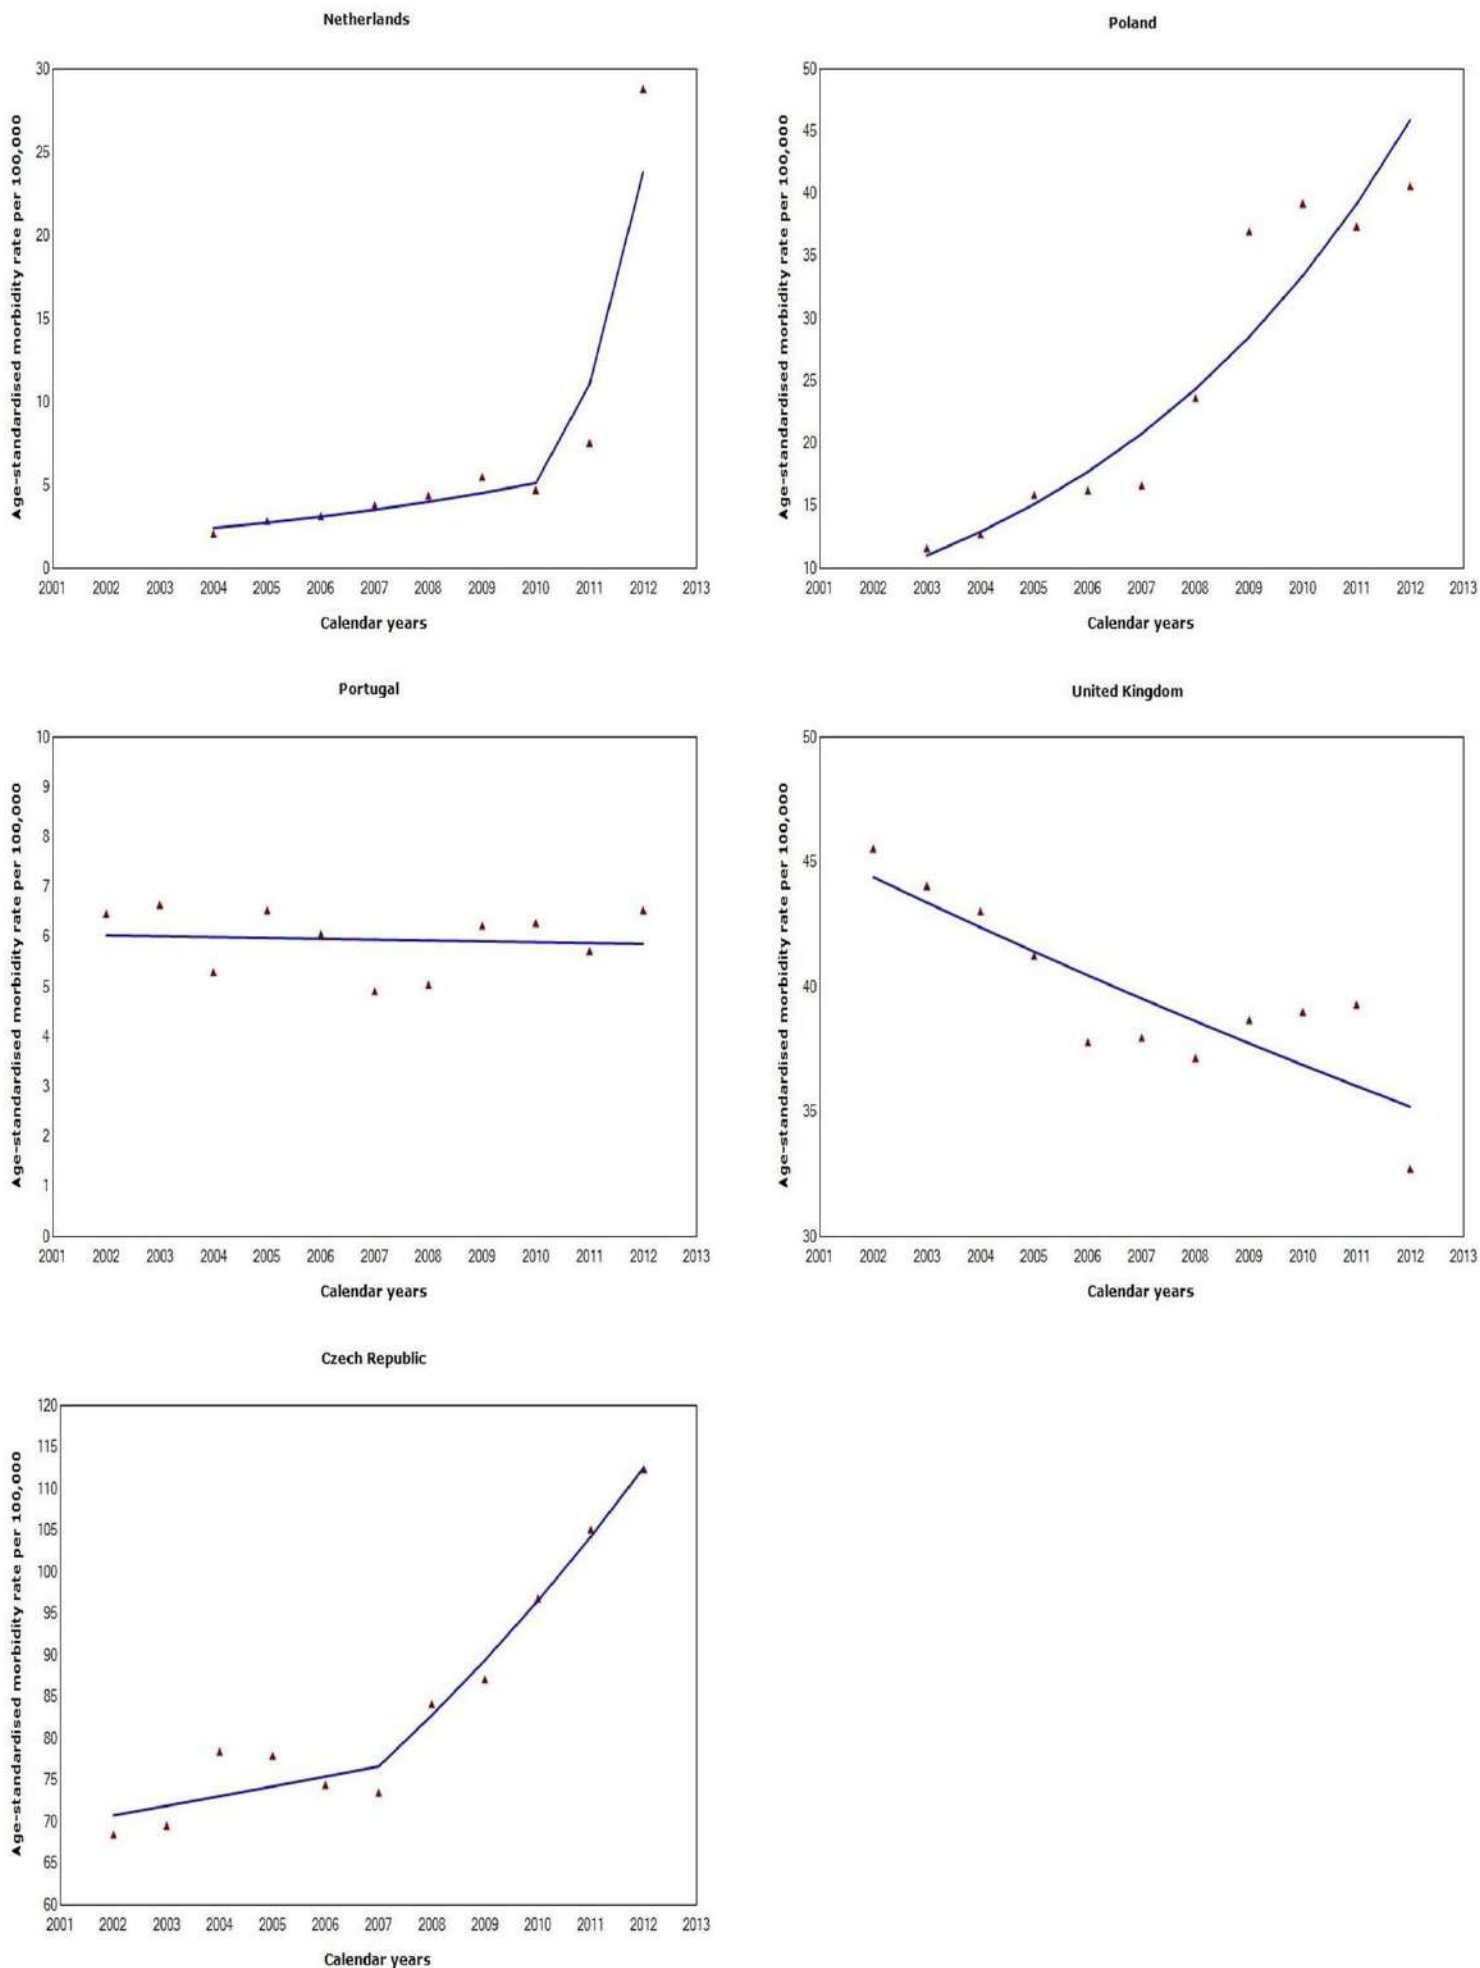 Netherlands
Age-standardised morbidity rate per 100,000
30
25
20
15
10
5
0
2001 2002 2003 2004 2005 2006 2007 2008 2009 2010 2011 2012 2013
Calendar years
Poland
Age-standardised morbidity rate per 100,000
50
45
40
35
30
25
20
15
10
2001 2002 2003 2004 2005 2006 2007 2008 2009 2010 2011 2012 2013
Calendar years
Portugal
Age-standardised morbidity rate per 100,000
10
9
8
7
6
5
4
3
2
1
0
2001 2002 2003 2004 2005 2006 2007 2008 2009 2010 2011 2012 2013
Calendar years
United Kingdom
Age-standardised morbidity rate per 100,000
50
45
40
35
30
2001 2002 2003 2004 2005 2006 2007 2008 2009 2010 2011 2012 2013
Calendar years
Czech Republic
Age-standardised morbidity rate per 100,000
120
115
110
105
100
95
90
85
80
75
70
65
60
2001 2002 2003 2004 2005 2006 2007 2008 2009 2010 2011 2012 2013
Calendar years